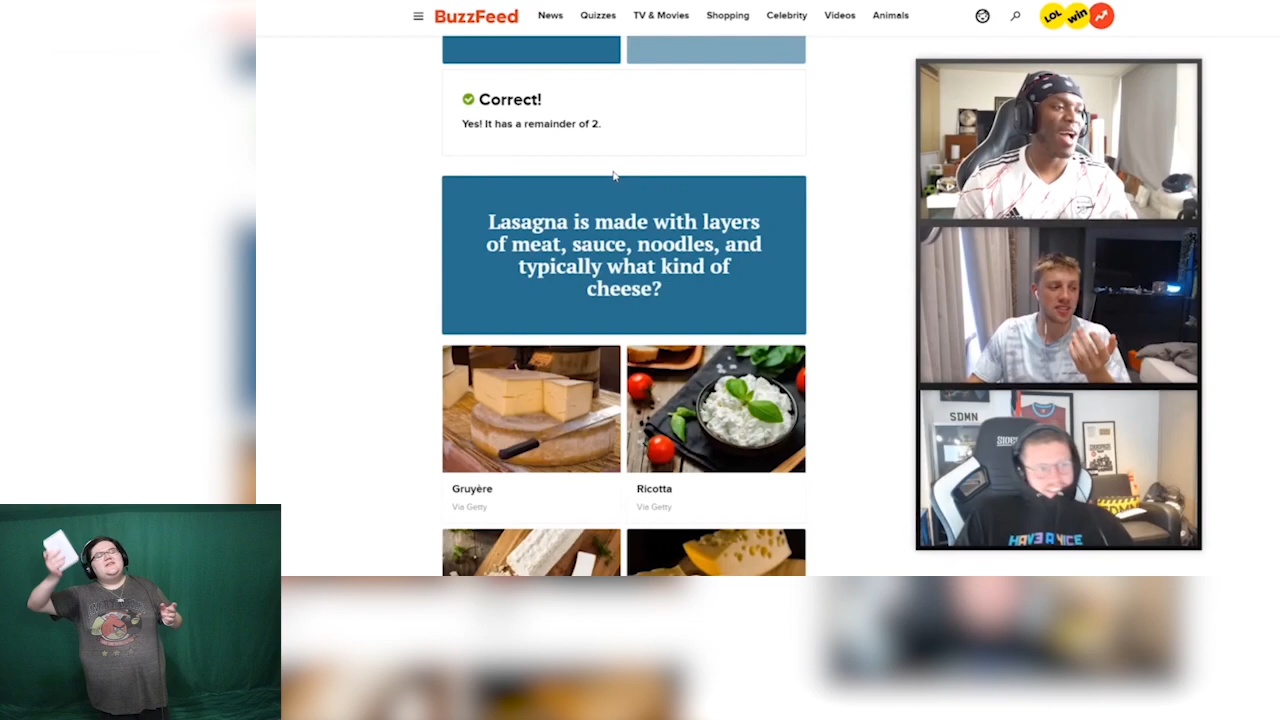 BuzzFeed
News
Quizzes
TV & Movies
Shopping
Celebrity
Videos
Animals
LOL
win
Correct!
Yes! It has a remainder of 2.
Lasagna is made with layers
of meat, sauce, noodles, and
typically what kind of
cheese?
Gruyère
Via Getty
Ricotta
Via Getty
SDMN
HAVE A NICE